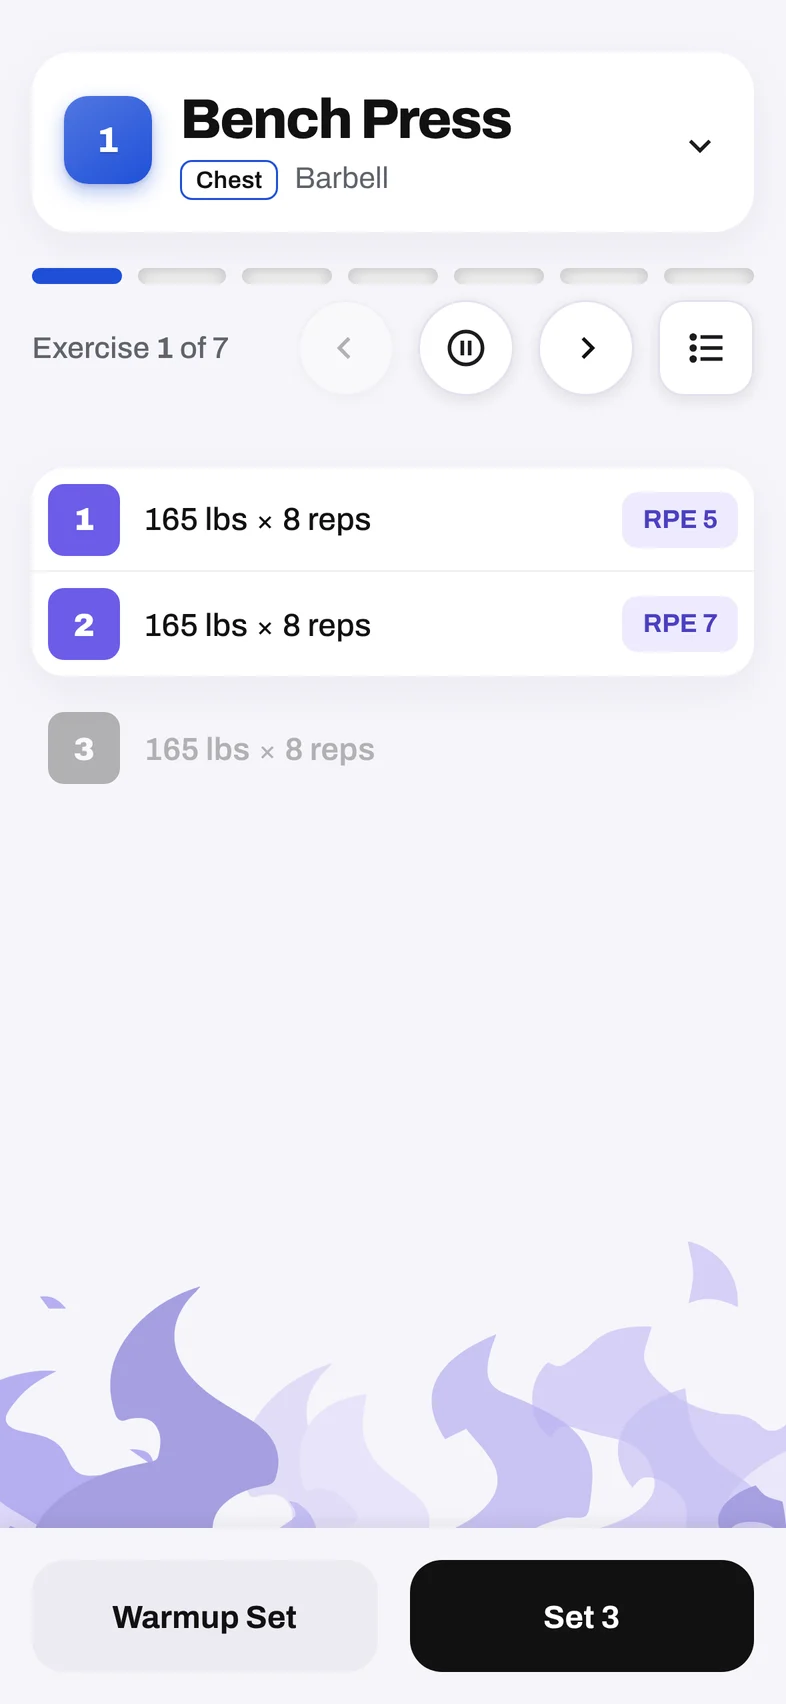 1
Bench Press
Chest Barbell
Exercise 1 of 7
1 165 lbs × 8 reps RPE 5
2 165 lbs × 8 reps RPE 7
3 165 lbs × 8 reps
Warmup Set Set 3